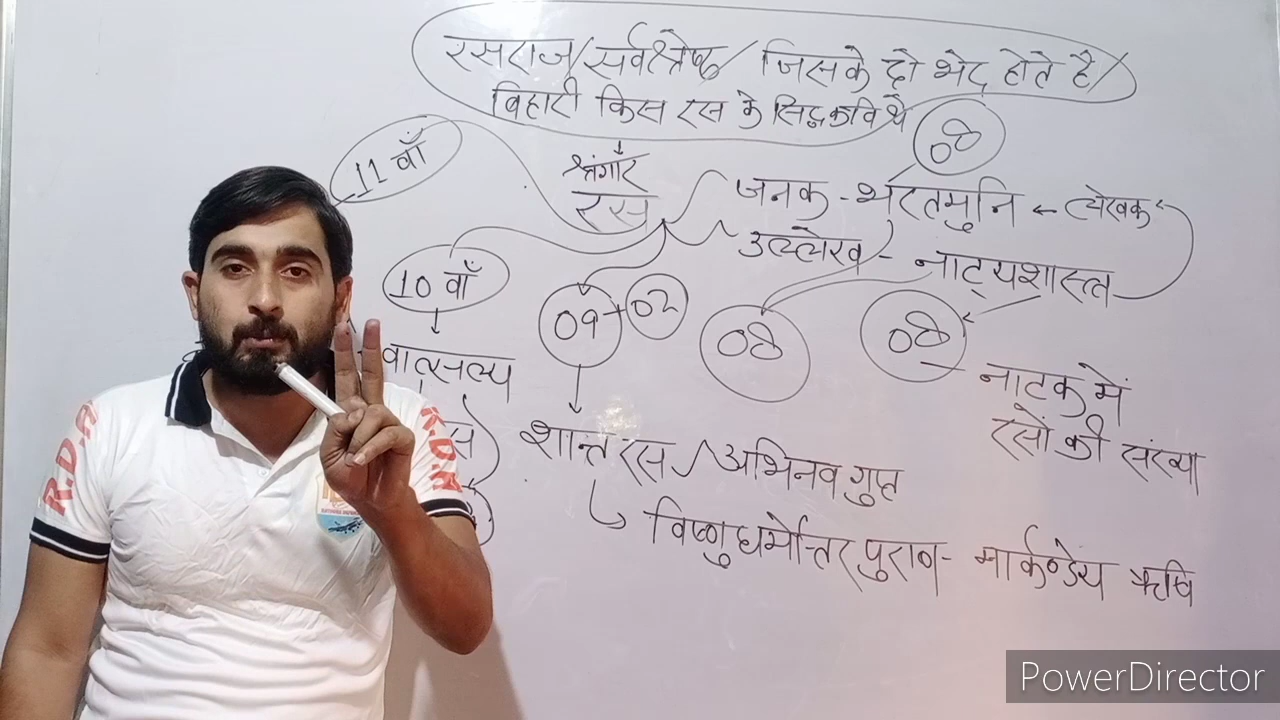 रसराज/सर्वश्रेष्ठ/ जिसके दो भेद होते है/
बिहारी किस रस के सिद्धकवि थे
08
11 वाँ
श्रृंगार
रस
जनक - भरतमुनि ← लेखक
उल्लेख - नाट्यशास्त्र
10 वाँ
09 + 02
08
08
वात्सल्य
नाटक में
रसों की संख्या
शान्त रस / अभिनव गुप्त
विष्णुधर्मोत्तर पुराण - मार्कण्डेय ऋषि
R.D.A
PowerDirector